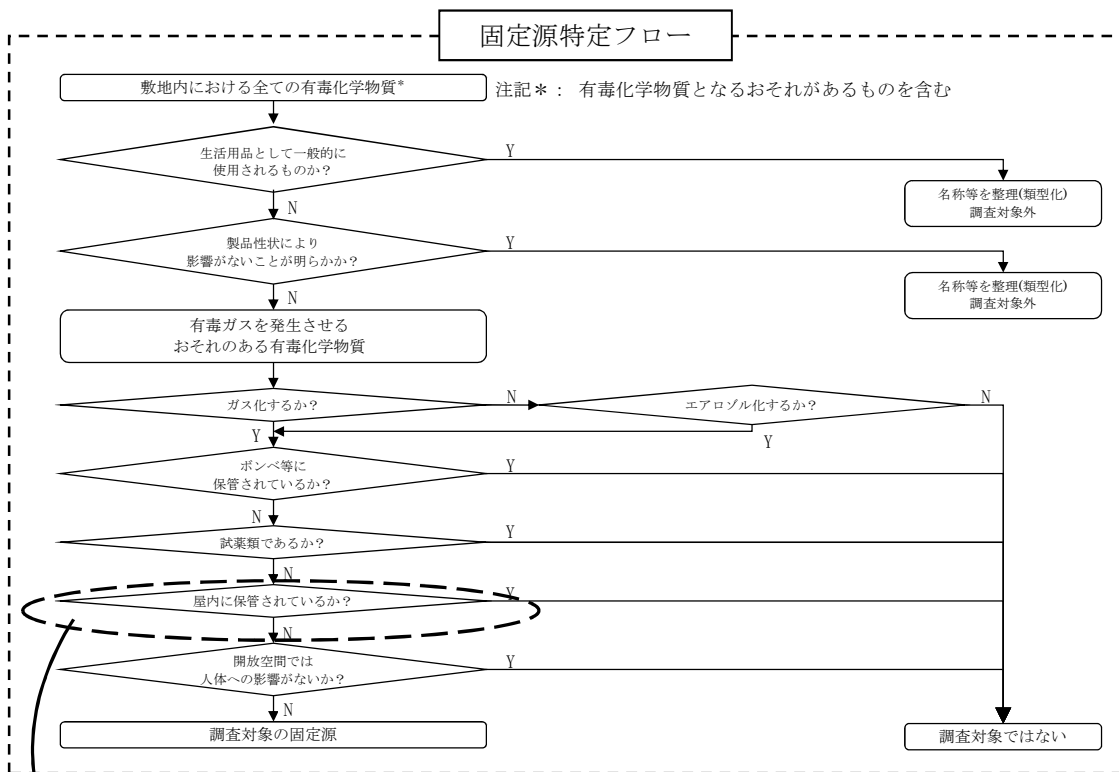 固定源特定フロー
敷地内における全ての有毒化学物質*
注記＊： 有毒化学物質となるおそれがあるものを含む
生活用品として一般的に
使用されるものか？
Y
名称等を整理(類型化)
調査対象外
N
製品性状により
影響がないことが明らかか？
Y
名称等を整理(類型化)
調査対象外
N
有毒ガスを発生させる
おそれのある有毒化学物質
ガス化するか？
N
エアロゾル化するか？
N
Y
Y
ボンベ等に
保管されているか？
Y
N
試薬類であるか？
Y
N
屋内に保管されているか？
Y
N
開放空間では
人体への影響がないか？
Y
N
調査対象の固定源
調査対象ではない